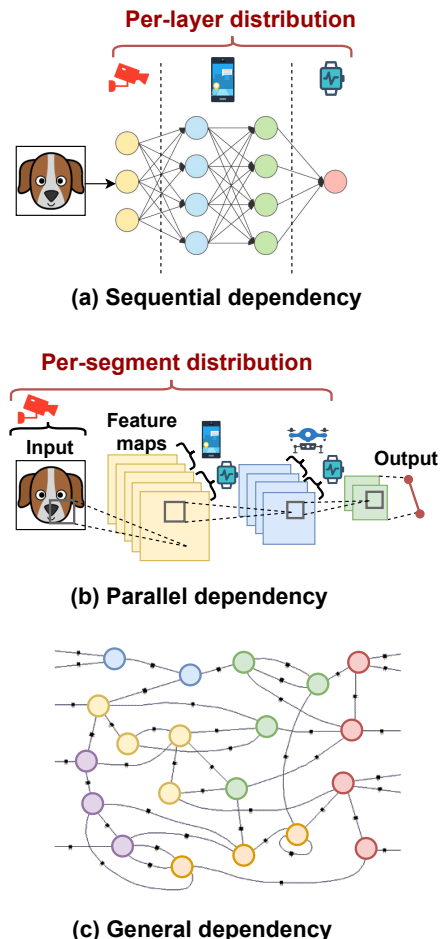 Per-layer distribution
(a) Sequential dependency
Per-segment distribution
Input
Feature
maps
Output
(b) Parallel dependency
(c) General dependency